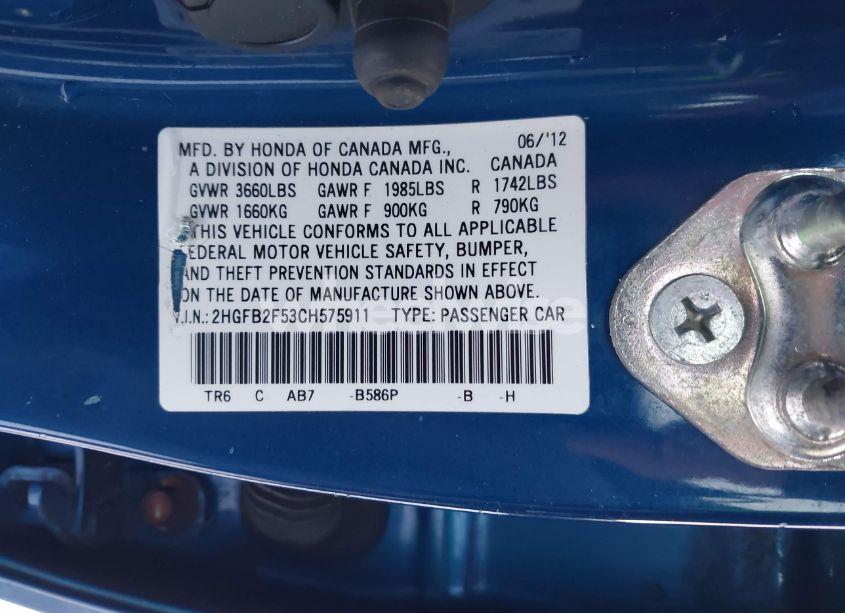 MFD. BY HONDA OF CANADA MFG., 06/'12
A DIVISION OF HONDA CANADA INC. CANADA
GVWR 3660LBS GAWR F 1985LBS R 1742LBS
GVWR 1660KG GAWR F 900KG R 790KG
THIS VEHICLE CONFORMS TO ALL APPLICABLE
FEDERAL MOTOR VEHICLE SAFETY, BUMPER,
AND THEFT PREVENTION STANDARDS IN EFFECT
ON THE DATE OF MANUFACTURE SHOWN ABOVE.
V.I.N.: 2HGFB2F53CH575911 TYPE: PASSENGER CAR
TR6 C AB7 -B586P -B -H